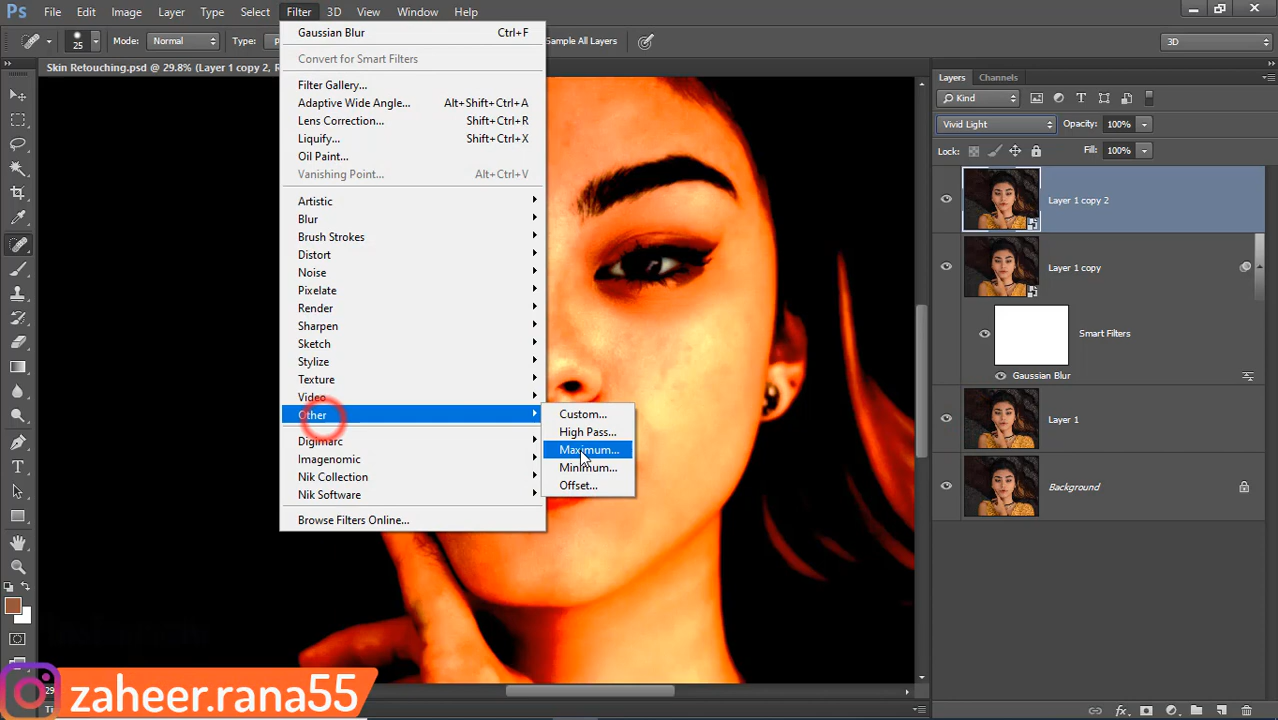 Ps File Edit Image Layer Type Select Filter 3D View Window Help
25 Mode: Normal Type: Sample All Layers 3D
Skin Retouching.psd @ 29.8% (Layer 1 copy 2, R
Gaussian Blur Ctrl+F
Convert for Smart Filters
Filter Gallery...
Adaptive Wide Angle... Alt+Shift+Ctrl+A
Lens Correction... Shift+Ctrl+R
Liquify... Shift+Ctrl+X
Oil Paint...
Vanishing Point... Alt+Ctrl+V
Artistic
Blur
Brush Strokes
Distort
Noise
Pixelate
Render
Sharpen
Sketch
Stylize
Texture
Video
Other
Digimarc
Imagenomic
Nik Collection
Nik Software
Browse Filters Online...
Custom...
High Pass...
Maximum...
Minimum...
Offset...
Layers Channels
Kind
Vivid Light Opacity: 100%
Lock: Fill: 100%
Layer 1 copy 2
Layer 1 copy
Smart Filters
Gaussian Blur
Layer 1
Background
zaheer.rana55